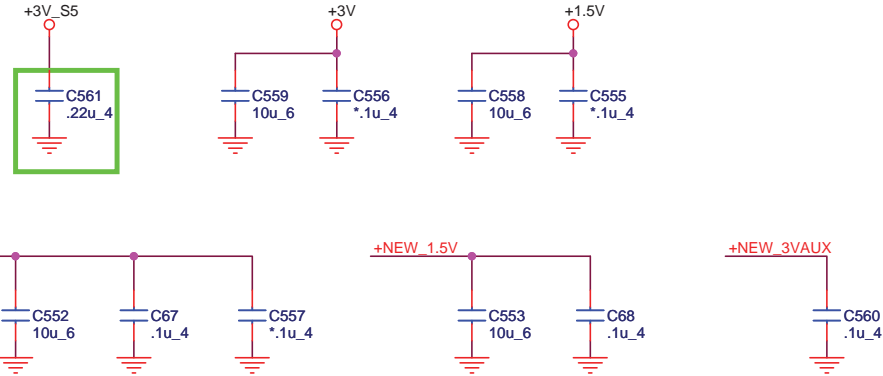 +3V_S5
+3V
+1.5V
C561
.22u_4
C559
10u_6
C556
*.1u_4
C558
10u_6
C555
*.1u_4
+NEW_1.5V
+NEW_3VAUX
C552
10u_6
C67
.1u_4
C557
*.1u_4
C553
10u_6
C68
.1u_4
C560
.1u_4